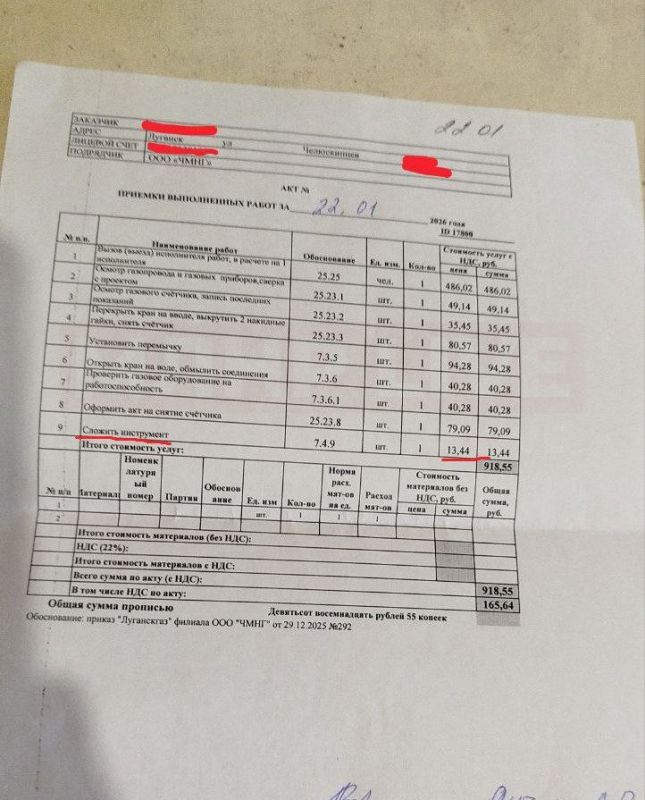 22 01
ЗАКАЗЧИК
АДРЕС Луганск ул Челюскинцев
ЛИЦЕВОЙ СЧЕТ
ПОДРЯДЧИК ООО «ЧМНГ»
АКТ №
ПРИЕМКИ ВЫПОЛНЕННЫХ РАБОТ ЗА 22.01 2026 года
ID 17800
№ п.п. Наименование работ Обоснование Ед. изм. Кол-во Стоимость услуг с НДС, руб.
цена сумма
1 Вызов (выезд) исполнителя работ, в расчете на 1 исполнителя 25.25 чел. 1 486,02 486,02
2 Осмотр газопровода и газовых приборов,сверка с проектом 25.23.1 шт. 1 49,14 49,14
3 Осмотр газового счётчика, запись последних показаний 25.23.2 шт. 1 35,45 35,45
4 Перекрыть кран на вводе, выкрутить 2 накидные гайки, снять счётчик 25.23.3 шт. 1 80,57 80,57
5 Установить перемычку 7.3.5 шт. 1 94,28 94,28
6 Открыть кран на воде, обмылить соединения 7.3.6 шт. 1 40,28 40,28
7 Проверить газовое оборудование на работоспособность 7.3.6.1 шт 1 40,28 40,28
8 Оформить акт на снятие счётчика 25.23.8 шт. 1 79,09 79,09
9 Сложить инструмент 7.4.9 шт. 1 13,44 13,44
Итого стоимость услуг: 918,55
№ п/п Материалы Номенклатурный номер Партия Обоснование Ед. изм Кол-во Норма расх. мат-ов на ед. Расход мат-ов Стоимость материалов без НДС, руб. Общая сумма, руб.
цена сумма
1 шт. 1 1 1
2
Итого стоимость материалов (без НДС):
НДС (22%):
Итого стоимость материалов с НДС:
Всего сумма по акту (с НДС): 918,55
В том числе НДС по акту: 165,64
Общая сумма прописью Девятьсот восемнадцать рублей 55 копеек
Обоснование: приказ "Луганскгаз" филиала ООО "ЧМНГ" от 29.12.2025 №292